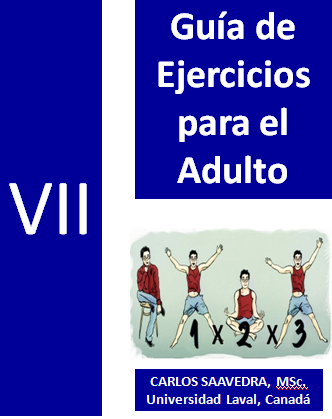 VII
Guía de
Ejercicios
para el
Adulto
1 x 2 x 3
CARLOS SAAVEDRA, MSc.
Universidad Laval, Canadá